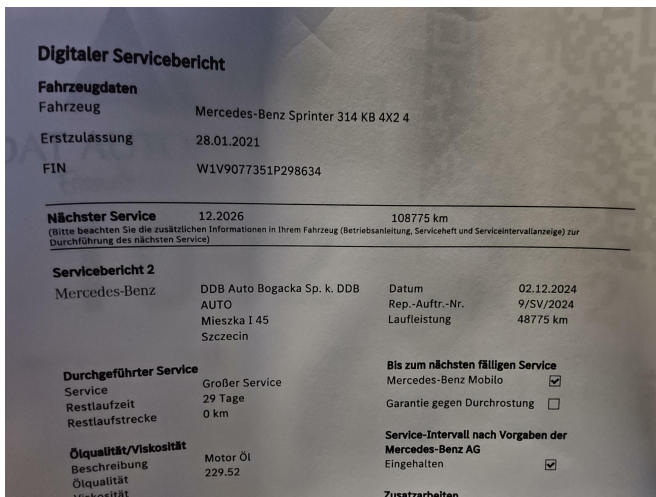 Digitaler Servicebericht
Fahrzeugdaten
Fahrzeug Mercedes-Benz Sprinter 314 KB 4X2 4
Erstzulassung 28.01.2021
FIN W1V9077351P298634
Nächster Service 12.2026 108775 km
(Bitte beachten Sie die zusätzlichen Informationen in Ihrem Fahrzeug (Betriebsanleitung, Serviceheft und Serviceintervallanzeige) zur
Durchführung des nächsten Service)
Servicebericht 2
Mercedes-Benz DDB Auto Bogacka Sp. k. DDB Datum 02.12.2024
AUTO Rep.-Auftr.-Nr. 9/SV/2024
Mieszka I 45 Laufleistung 48775 km
Szczecin
Durchgeführter Service
Service Großer Service
Restlaufzeit 29 Tage
Restlaufstrecke 0 km
Ölqualität/Viskosität
Beschreibung Motor Öl
Ölqualität 229.52
Viskosität
Bis zum nächsten fälligen Service
Mercedes-Benz Mobilo
Garantie gegen Durchrostung
Service-Intervall nach Vorgaben der
Mercedes-Benz AG
Eingehalten
Zusatzarbeiten